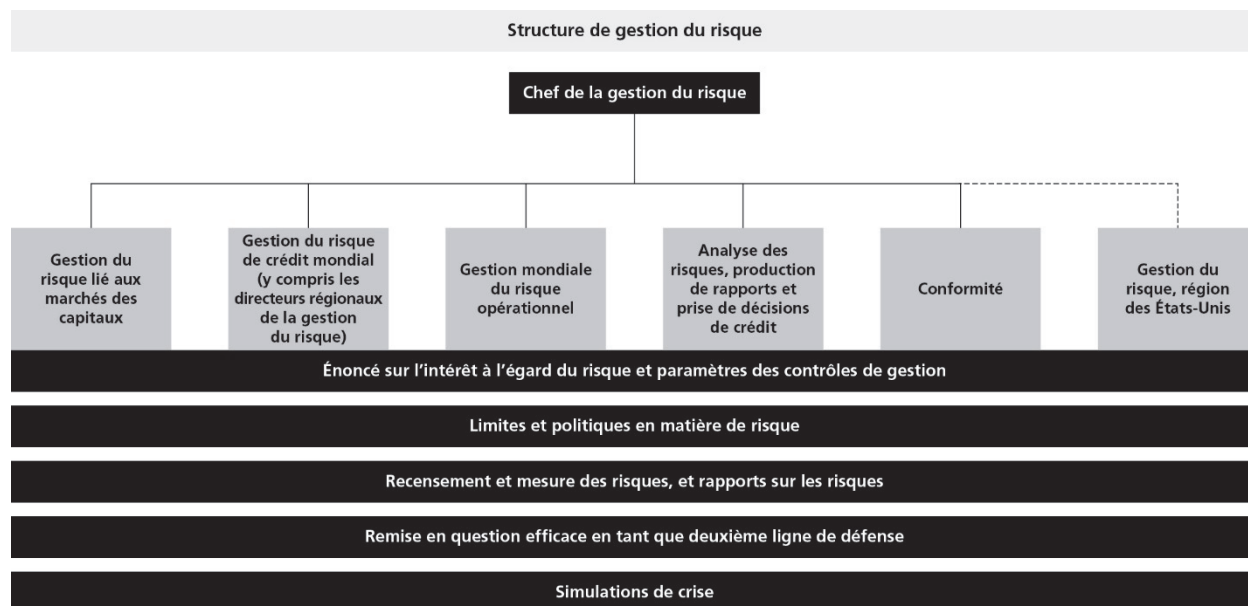 Structure de gestion du risque
Chef de la gestion du risque
Gestion du
risque lié aux
marchés des
capitaux
Gestion du risque
de crédit mondial
(y compris les
directeurs régionaux
de la gestion
du risque)
Gestion mondiale
du risque
opérationnel
Analyse des
risques, production
de rapports et
prise de décisions
de crédit
Conformité
Gestion du
risque, région
des États-Unis
Énoncé sur l’intérêt à l’égard du risque et paramètres des contrôles de gestion
Limites et politiques en matière de risque
Recensement et mesure des risques, et rapports sur les risques
Remise en question efficace en tant que deuxième ligne de défense
Simulations de crise